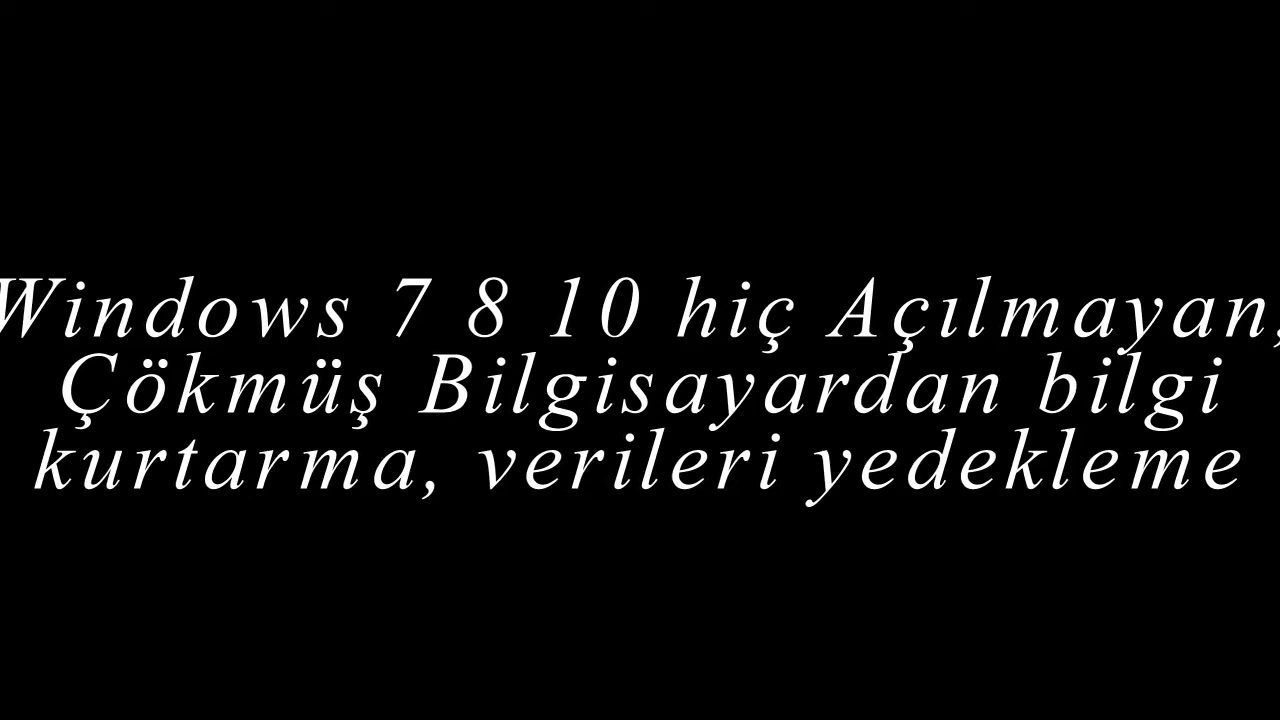 Windows 7 8 10 hiç Açılmayan,
Çökmüş Bilgisayardan bilgi
kurtarma, verileri yedekleme